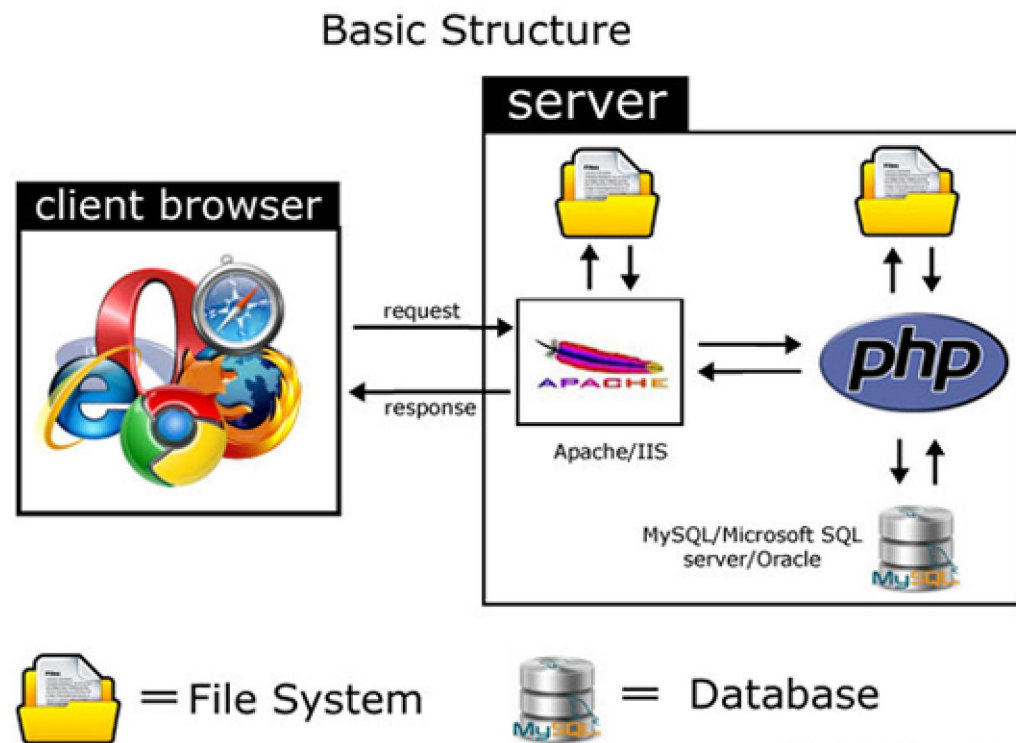 Basic Structure
server
client browser
request
response
APACHE
Apache/IIS
php
MySQL/Microsoft SQL
server/Oracle
MySQL
= File System
MySQL
= Database